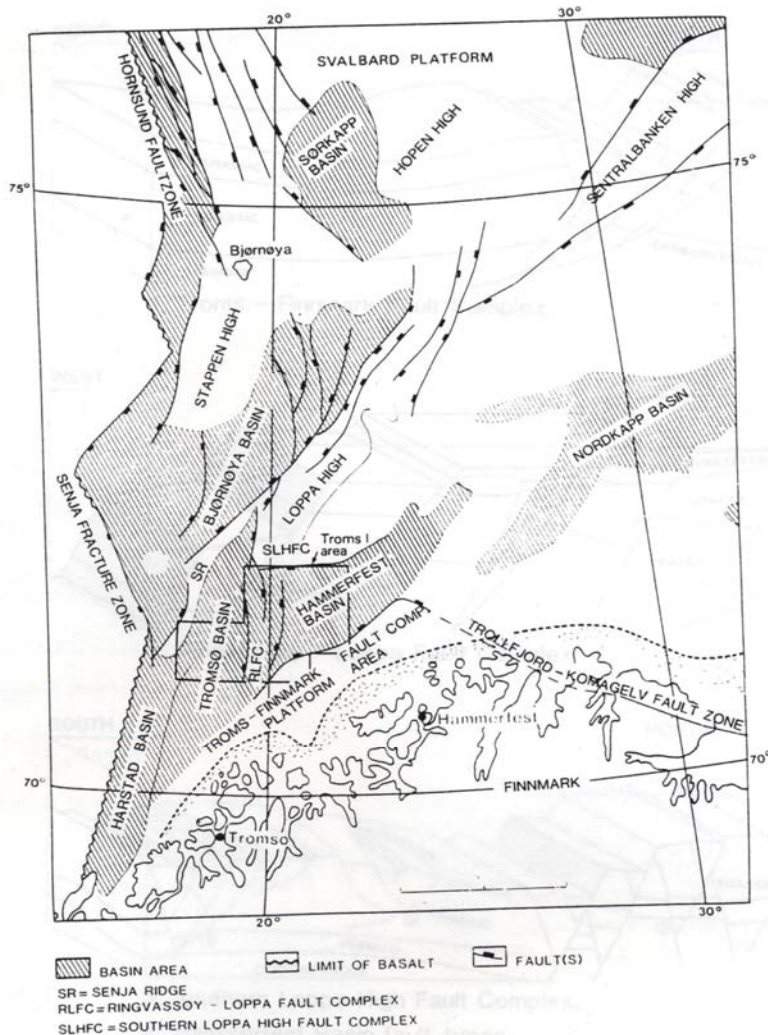 20°
30°
SVALBARD PLATFORM
HORNSUND FAULTZONE
SØRKAPP
BASIN
HOPEN HIGH
SENTRALBANKEN HIGH
75°
75°
Bjørnøya
STAPPEN HIGH
BJØRNØYA BASIN
NORDKAPP BASIN
LOPPA HIGH
SENJA FRACTURE ZONE
SLHFC
Troms I
area
SR
HAMMERFEST
BASIN
TROMSØ BASIN
RLFC
FAULT COMP.
AREA
TROLLFJORD - KOMAGELV FAULT ZONE
TROMS-FINNMARK
PLATFORM
Hammerfest
HARSTAD BASIN
70°
70°
FINNMARK
Tromsø
20°
30°
BASIN AREA
LIMIT OF BASALT
FAULT(S)
SR = SENJA RIDGE
RLFC = RINGVASSOY - LOPPA FAULT COMPLEX
SLHFC = SOUTHERN LOPPA HIGH FAULT COMPLEX